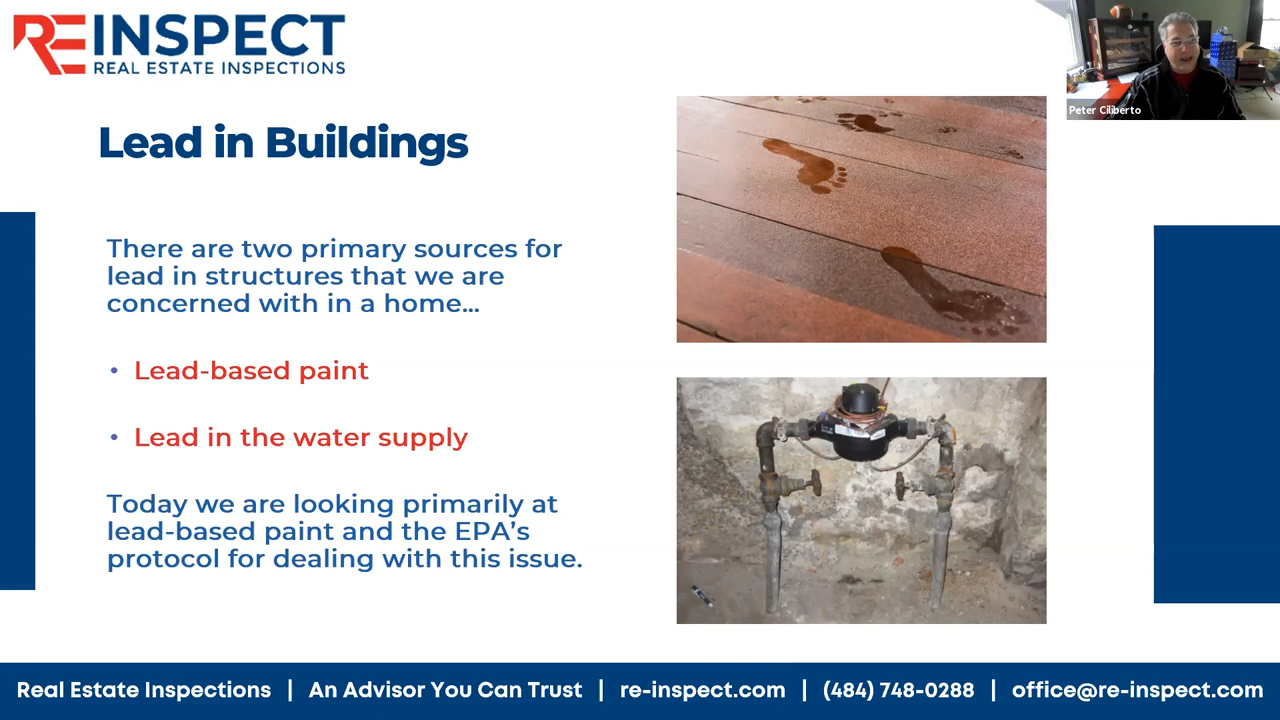 REINSPECT
REAL ESTATE INSPECTIONS
Peter Ciliberto
Lead in Buildings
There are two primary sources for
lead in structures that we are
concerned with in a home...
• Lead-based paint
• Lead in the water supply
Today we are looking primarily at
lead-based paint and the EPA's
protocol for dealing with this issue.
Real Estate Inspections | An Advisor You Can Trust | re-inspect.com | (484) 748-0288 | office@re-inspect.com